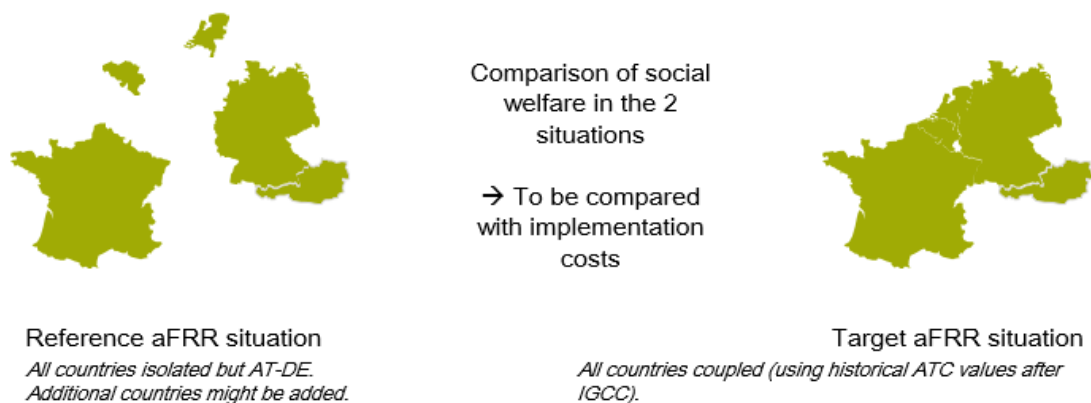 Comparison of social
welfare in the 2
situations
→ To be compared
with implementation
costs
Reference aFRR situation
All countries isolated but AT-DE.
Additional countries might be added.
Target aFRR situation
All countries coupled (using historical ATC values after
IGCC).